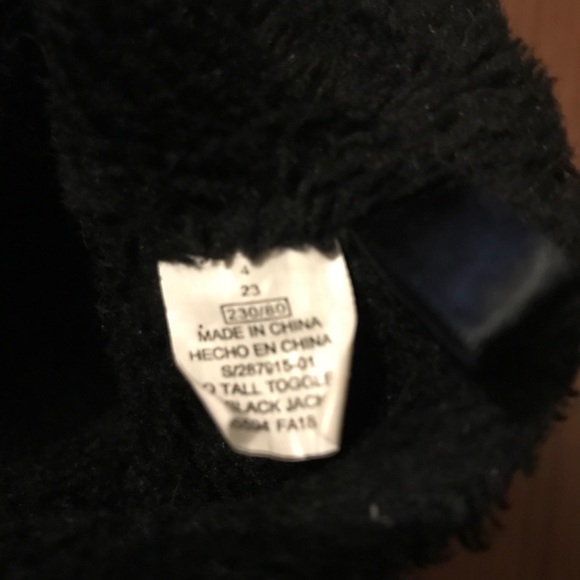 4
23
230/80
MADE IN CHINA
HECHO EN CHINA
S/287915-01
TALL TOGGLE
BLACK JACK
FA18